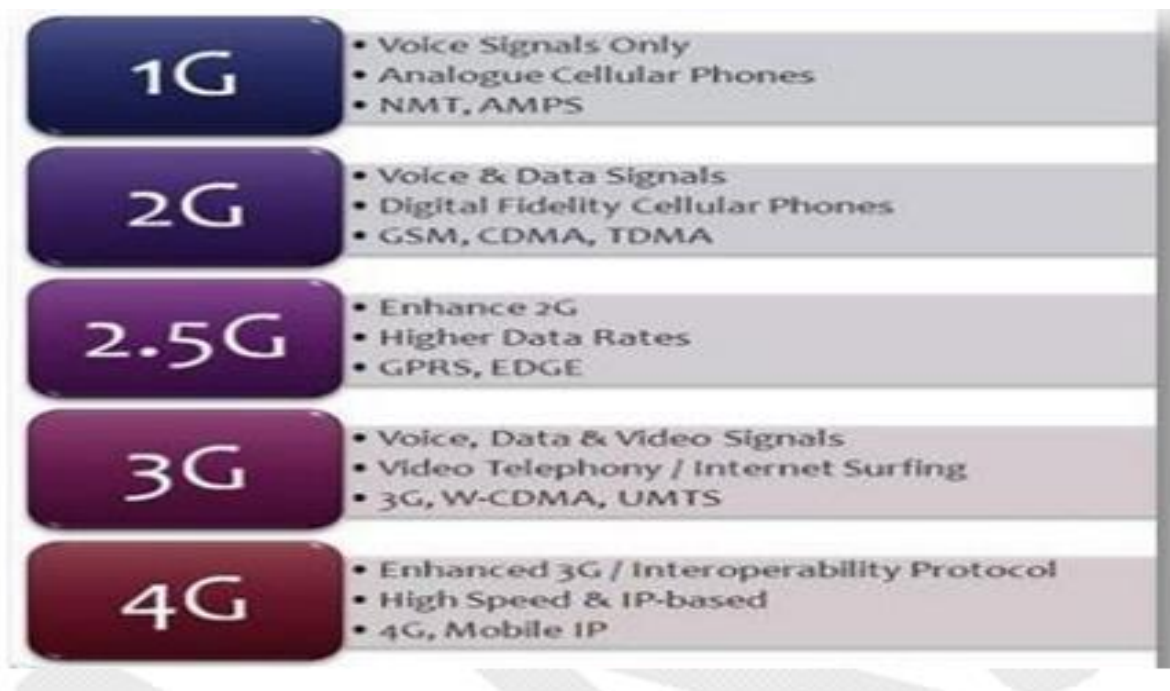 1G
• Voice Signals Only
• Analogue Cellular Phones
• NMT, AMPS
2G
• Voice & Data Signals
• Digital Fidelity Cellular Phones
• GSM, CDMA, TDMA
2.5G
• Enhance 2G
• Higher Data Rates
• GPRS, EDGE
3G
• Voice, Data & Video Signals
• Video Telephony / Internet Surfing
• 3G, W-CDMA, UMTS
4G
• Enhanced 3G / Interoperability Protocol
• High Speed & IP-based
• 4G, Mobile IP